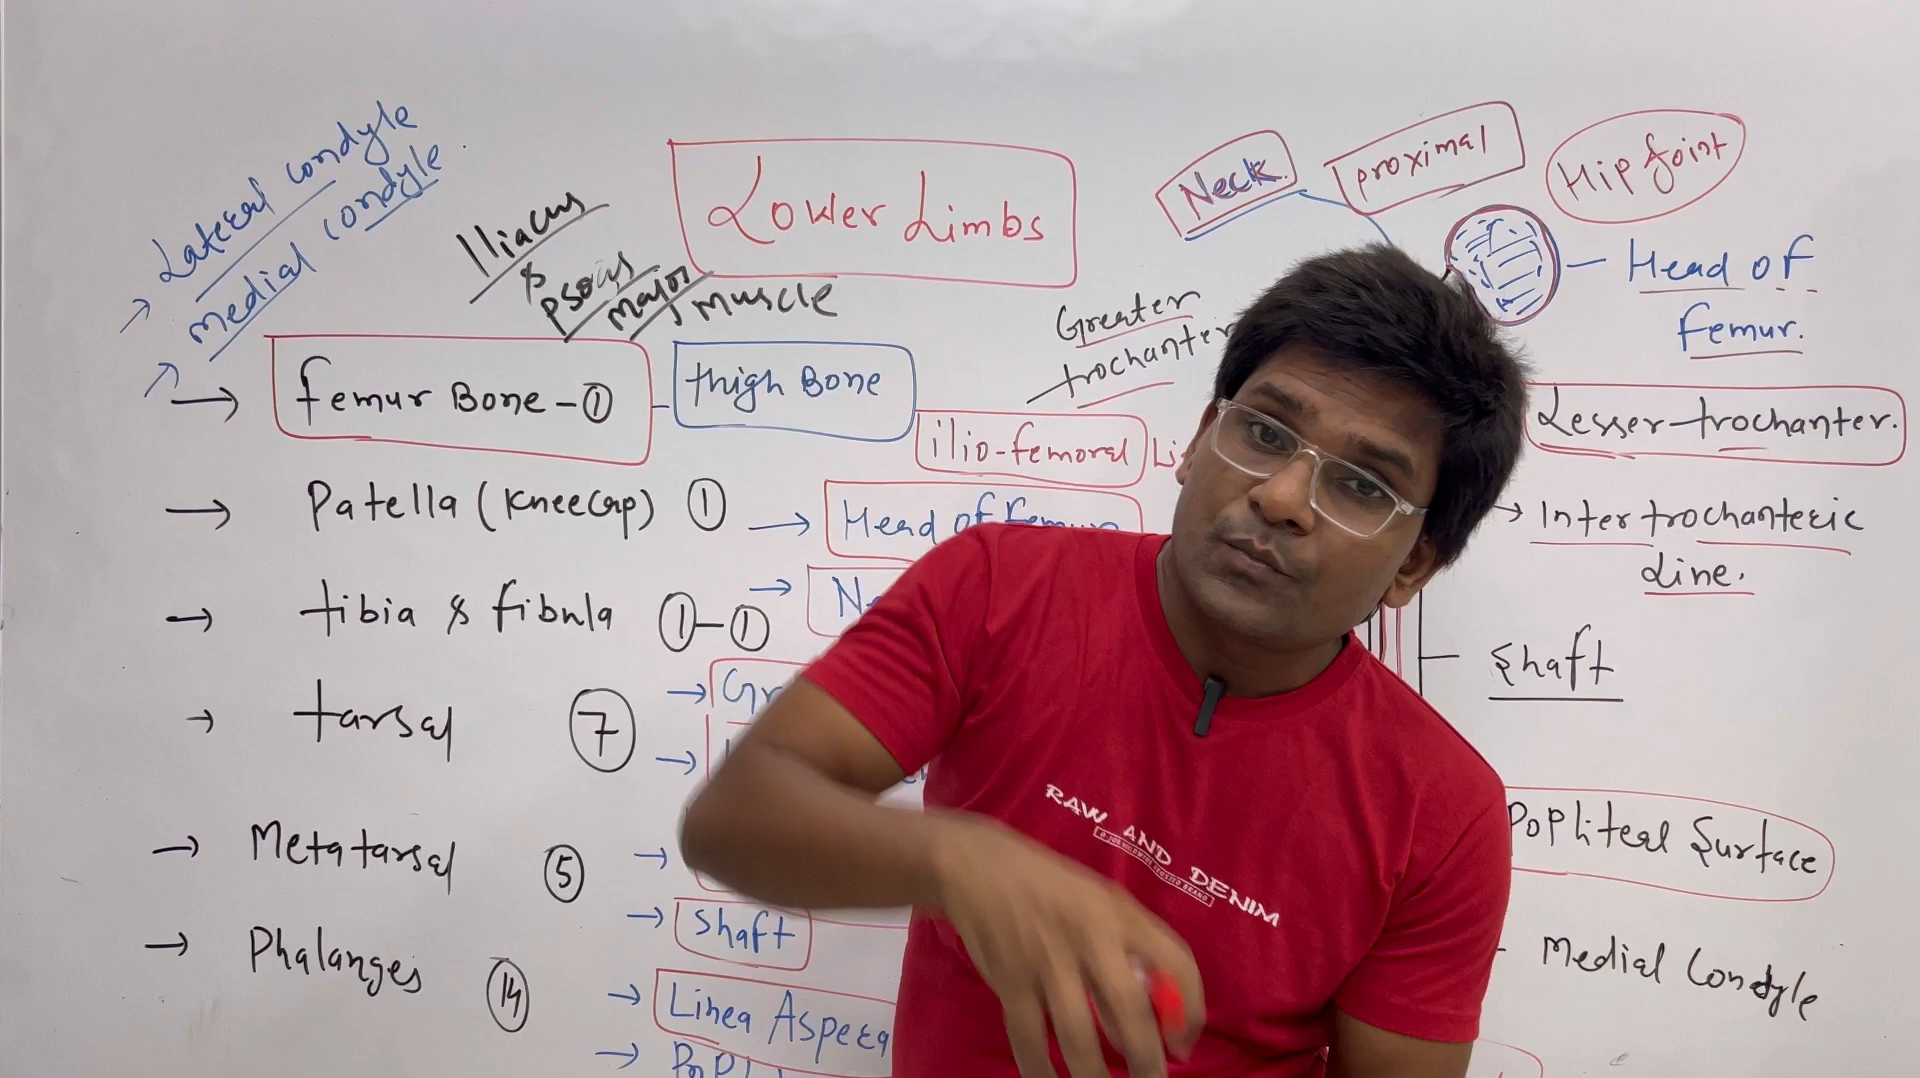 Lateral condyle
medial condyle
Iliacus
&
Psoas
major muscle
Lower Limbs
Neck.
proximal
Hip Joint
Head of
femur.
Greater
trochanter
femur Bone - ①
thigh Bone
ilio-femoral Li
Lesser-trochanter.
Patella (Kneecap) ①
Head of Femur
Intertrochanteric
Line.
tibia & fibula ①-①
Ne
Shaft
tarsal 7
Gr
Metatarsal 5
Popliteal Surface
Phalanges 14
Shaft
Medial Condyle
Linea Aspera
RAW AND DENIM